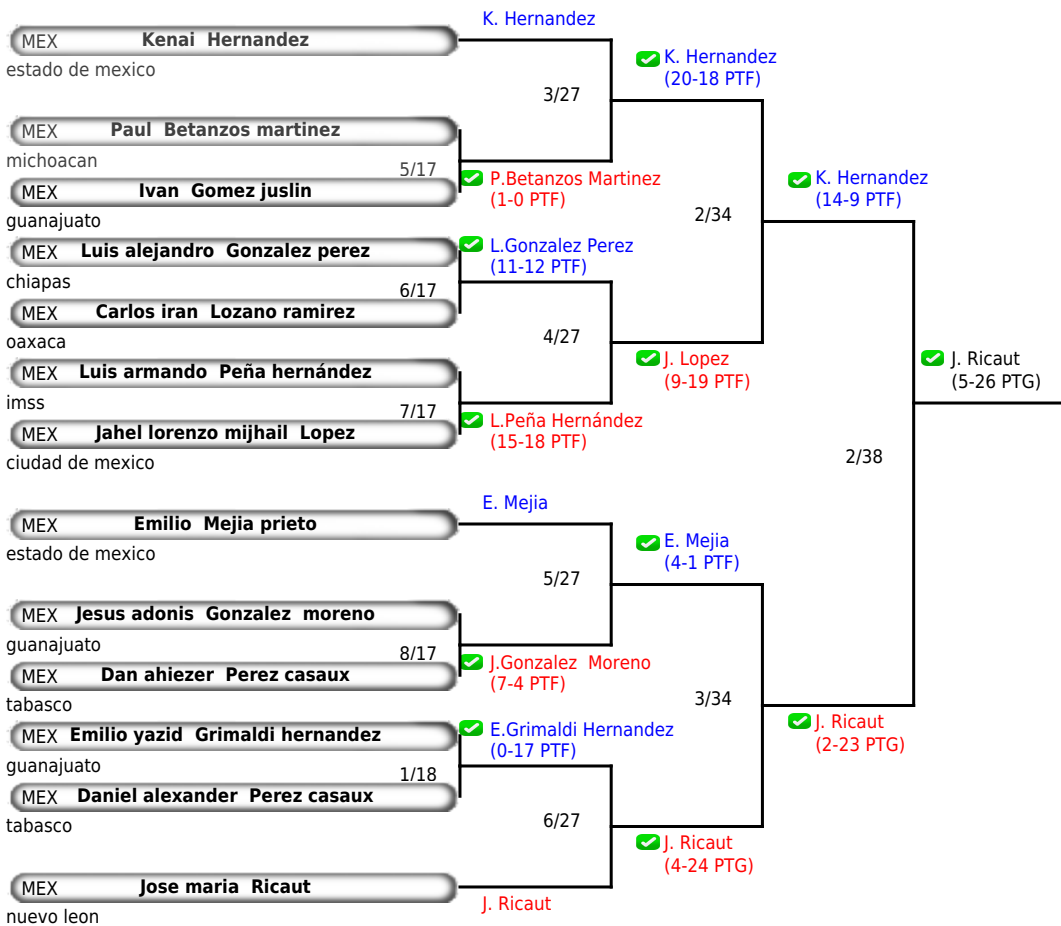 K. Hernandez
MEX Kenai Hernandez
estado de mexico
K. Hernandez
(20-18 PTF)
3/27
MEX Paul Betanzos martinez
michoacan
5/17
P.Betanzos Martinez
(1-0 PTF)
MEX Ivan Gomez juslin
guanajuato
K. Hernandez
(14-9 PTF)
2/34
MEX Luis alejandro Gonzalez perez
chiapas
L.Gonzalez Perez
(11-12 PTF)
6/17
MEX Carlos iran Lozano ramirez
oaxaca
4/27
J. Lopez
(9-19 PTF)
J. Ricaut
(5-26 PTG)
MEX Luis armando Peña hernández
imss
7/17
L.Peña Hernández
(15-18 PTF)
MEX Jahel lorenzo mijhail Lopez
ciudad de mexico
2/38
E. Mejia
MEX Emilio Mejia prieto
estado de mexico
E. Mejia
(4-1 PTF)
5/27
MEX Jesus adonis Gonzalez moreno
guanajuato
8/17
J.Gonzalez Moreno
(7-4 PTF)
MEX Dan ahiezer Perez casaux
tabasco
3/34
J. Ricaut
(2-23 PTG)
MEX Emilio yazid Grimaldi hernandez
guanajuato
E.Grimaldi Hernandez
(0-17 PTF)
1/18
MEX Daniel alexander Perez casaux
tabasco
6/27
J. Ricaut
(4-24 PTG)
MEX Jose maria Ricaut
nuevo leon
J. Ricaut